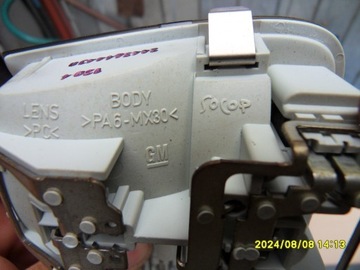 LENS
>PC<
BODY
>PA6-MX30<
SOCOP
GM
2024/08/08 14:13